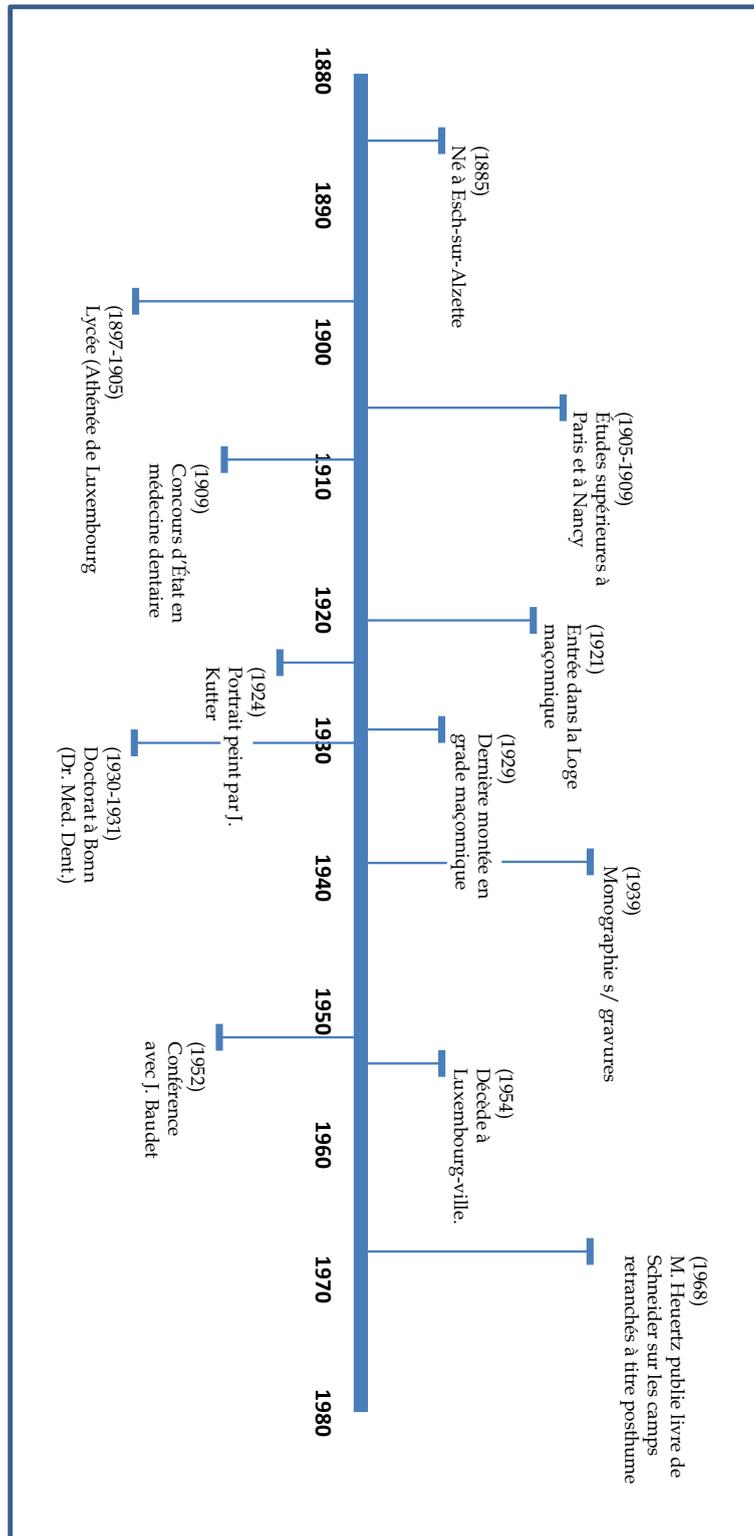 (1885)
Né à Esch-sur-Alzette
(1905-1909)
Études supérieures à
Paris et à Nancy
(1921)
Entrée dans la Loge
maçonnique
(1929)
Dernière montée en
grade maçonnique
(1939)
Monographie s/ gravures
(1954)
Décède à
Luxembourg-ville.
(1968)
M. Heuertz publie livre de
Schneider sur les camps
retranchés à titre posthume
1880
1890
1900
1910
1920
1930
1940
1950
1960
1970
1980
(1897-1905)
Lycée (Athénée de Luxembourg
(1909)
Concours d'État en
médecine dentaire
(1924)
Portrait peint par J.
Kutter
(1930-1931)
Doctorat à Bonn
(Dr. Med. Dent.)
(1952)
Conférence
avec J. Baudet